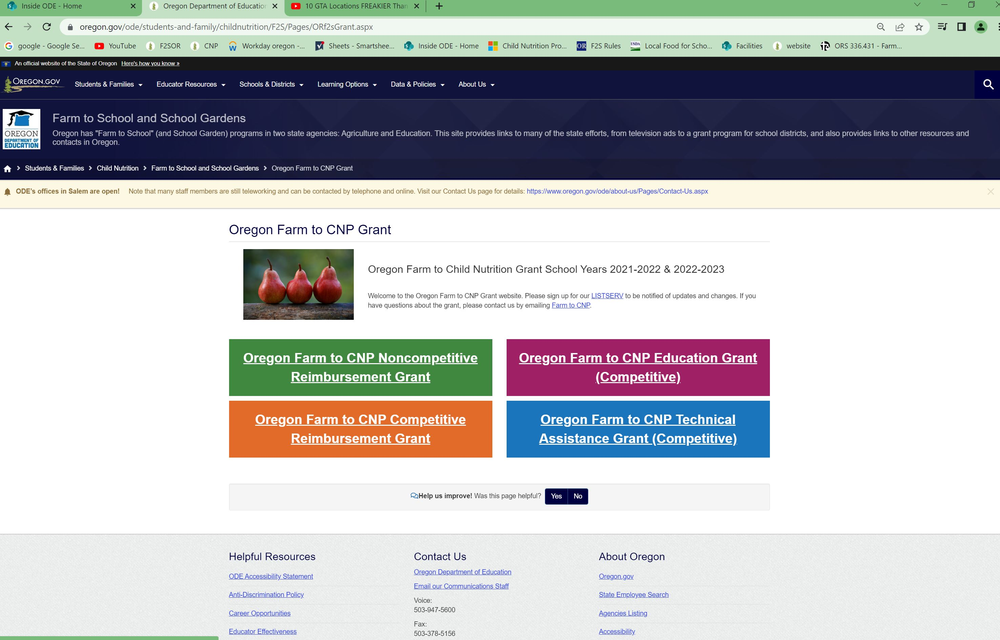 Inside ODE - Home
Oregon Department of Education
10 GTA Locations FREAKIER Than
oregon.gov/ode/students-and-family/childnutrition/F2S/Pages/ORf2sGrant.aspx
google - Google Se...
YouTube
F2SOR
CNP
Workday oregon -...
Sheets - Smartshee...
Inside ODE - Home
Child Nutrition Pro...
OR
F2S Rules
USDA
Local Food for Scho...
Facilities
website
ORS 336.431 - Farm...
An official website of the State of Oregon Here's how you know »
OREGON.GOV
Students & Families
Educator Resources
Schools & Districts
Learning Options
Data & Policies
About Us
OREGON
DEPARTMENT OF
EDUCATION
Farm to School and School Gardens
Oregon has "Farm to School" (and School Garden) programs in two state agencies: Agriculture and Education. This site provides links to many of the state efforts, from television ads to a grant program for school districts, and also provides links to other resources and
contacts in Oregon.
Students & Families > Child Nutrition > Farm to School and School Gardens > Oregon Farm to CNP Grant
ODE's offices in Salem are open! Note that many staff members are still teleworking and can be contacted by telephone and online. Visit our Contact Us page for details: https://www.oregon.gov/ode/about-us/Pages/Contact-Us.aspx
Oregon Farm to CNP Grant
Oregon Farm to Child Nutrition Grant School Years 2021-2022 & 2022-2023
Welcome to the Oregon Farm to CNP Grant website. Please sign up for our LISTSERV to be notified of updates and changes. If you
have questions about the grant, please contact us by emailing Farm to CNP.
Oregon Farm to CNP Noncompetitive
Reimbursement Grant
Oregon Farm to CNP Education Grant
(Competitive)
Oregon Farm to CNP Competitive
Reimbursement Grant
Oregon Farm to CNP Technical
Assistance Grant (Competitive)
Help us improve! Was this page helpful? Yes No
Helpful Resources
ODE Accessibility Statement
Anti-Discrimination Policy
Career Opportunities
Educator Effectiveness
Contact Us
Oregon Department of Education
Email our Communications Staff
Voice:
503-947-5600
Fax:
503-378-5156
About Oregon
Oregon.gov
State Employee Search
Agencies Listing
Accessibility